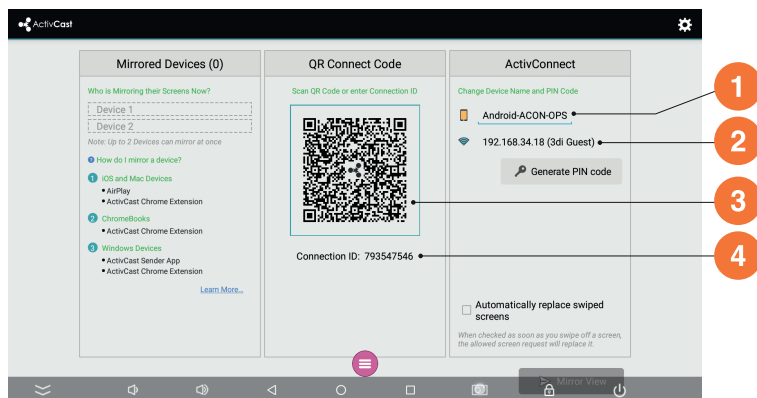 ActivCast
Mirrored Devices (0)
Who is Mirroring their Screens Now?
Device 1
Device 2
Note: Up to 2 Devices can mirror at once
? How do I mirror a device?
1 iOS and Mac Devices
• AirPlay
• ActivCast Chrome Extension
2 ChromeBooks
• ActivCast Chrome Extension
3 Windows Devices
• ActivCast Sender App
• ActivCast Chrome Extension
Learn More...
QR Connect Code
Scan QR Code or enter Connection ID
Connection ID: 793547546
ActivConnect
Change Device Name and PIN Code
Android-ACON-OPS
192.168.34.18 (3di Guest)
Generate PIN code
Automatically replace swiped
screens
When checked as soon as you swipe off a screen,
the allowed screen request will replace it.
Mirror View
1
2
3
4